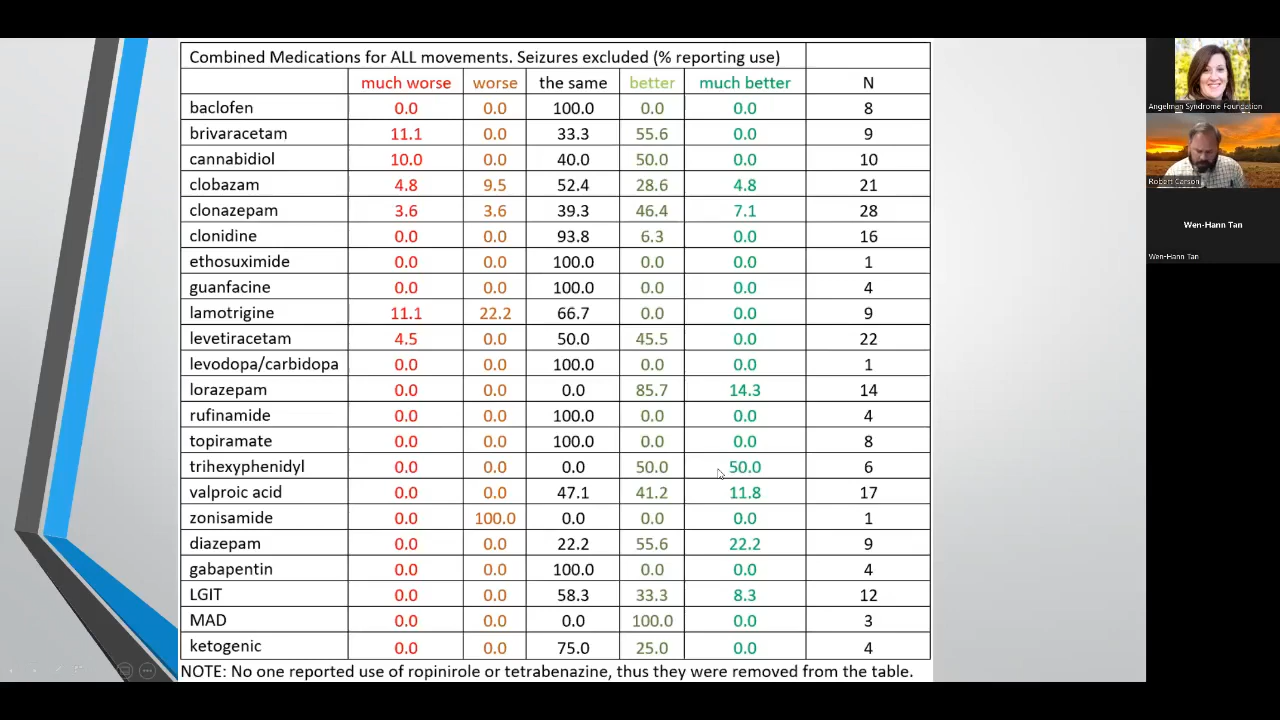 Combined Medications for ALL movements. Seizures excluded (% reporting use)
much worse worse the same better much better N
baclofen 0.0 0.0 100.0 0.0 0.0 8
brivaracetam 11.1 0.0 33.3 55.6 0.0 9
cannabidiol 10.0 0.0 40.0 50.0 0.0 10
clobazam 4.8 9.5 52.4 28.6 4.8 21
clonazepam 3.6 3.6 39.3 46.4 7.1 28
clonidine 0.0 0.0 93.8 6.3 0.0 16
ethosuximide 0.0 0.0 100.0 0.0 0.0 1
guanfacine 0.0 0.0 100.0 0.0 0.0 4
lamotrigine 11.1 22.2 66.7 0.0 0.0 9
levetiracetam 4.5 0.0 50.0 45.5 0.0 22
levodopa/carbidopa 0.0 0.0 100.0 0.0 0.0 1
lorazepam 0.0 0.0 0.0 85.7 14.3 14
rufinamide 0.0 0.0 100.0 0.0 0.0 4
topiramate 0.0 0.0 100.0 0.0 0.0 8
trihexyphenidyl 0.0 0.0 0.0 50.0 50.0 6
valproic acid 0.0 0.0 47.1 41.2 11.8 17
zonisamide 0.0 100.0 0.0 0.0 0.0 1
diazepam 0.0 0.0 22.2 55.6 22.2 9
gabapentin 0.0 0.0 100.0 0.0 0.0 4
LGIT 0.0 0.0 58.3 33.3 8.3 12
MAD 0.0 0.0 0.0 100.0 0.0 3
ketogenic 0.0 0.0 75.0 25.0 0.0 4
NOTE: No one reported use of ropinirole or tetrabenazine, thus they were removed from the table.
Angelman Syndrome Foundation
Robert Carson
Wen-Hann Tan
Wen-Hann Tan